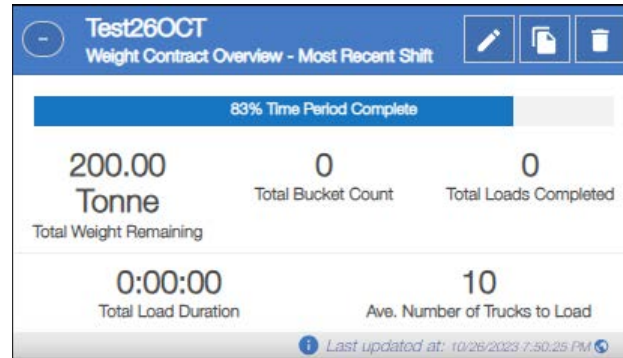 Test26OCT
Weight Contract Overview - Most Recent Shift
83% Time Period Complete
200.00
Tonne
Total Weight Remaining
0
Total Bucket Count
0
Total Loads Completed
0:00:00
Total Load Duration
10
Ave. Number of Trucks to Load
Last updated at: 10/26/2023 7:50:25 PM